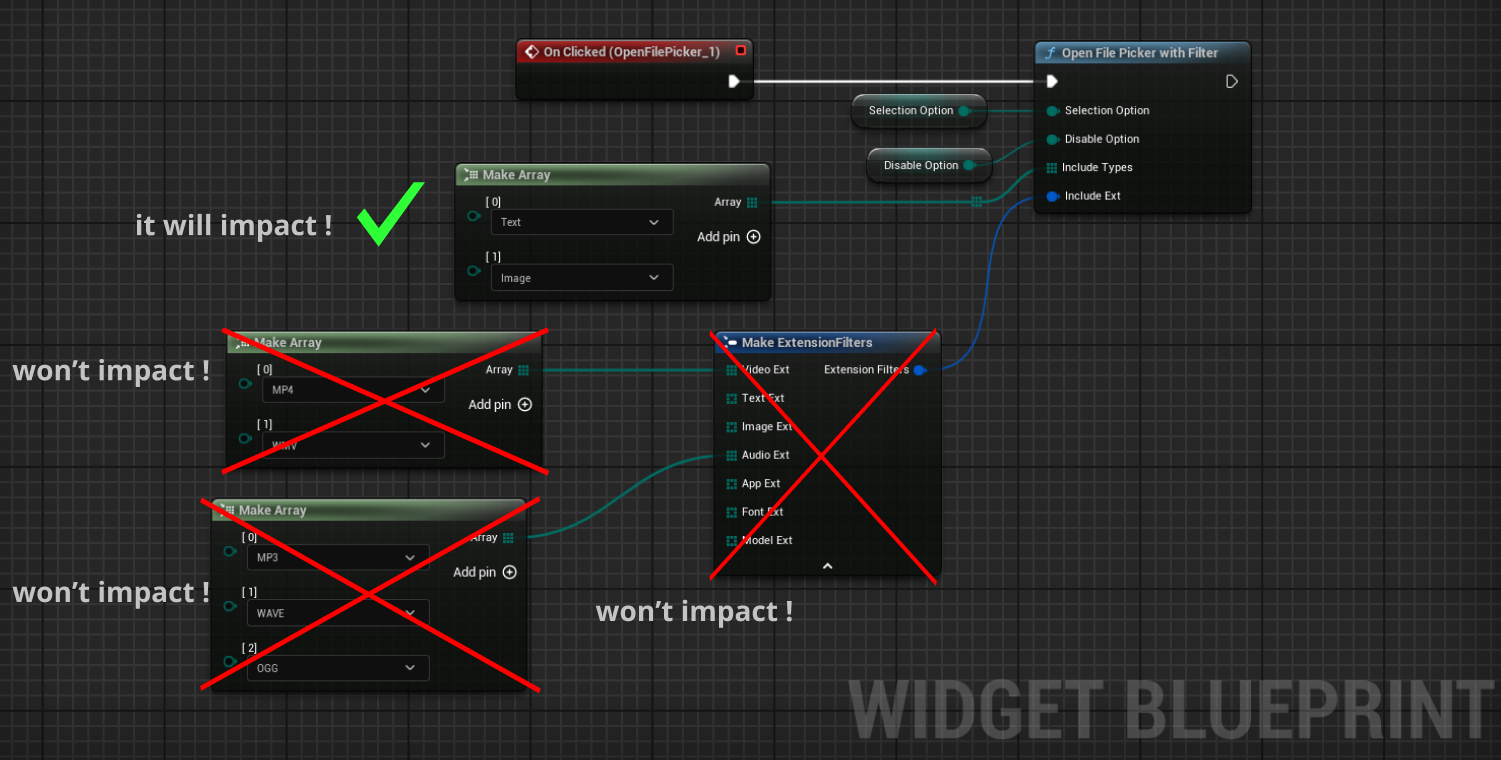 On Clicked (OpenFilePicker_1)
Open File Picker with Filter
Selection Option
Selection Option
Disable Option
Disable Option
Include Types
Include Ext
Make Array
[ 0]
Text
Array
Add pin
[ 1]
Image
it will impact !
Make Array
[ 0]
MP4
Array
Add pin
[ 1]
WMV
won't impact !
Make ExtensionFilters
Video Ext
Extension Filters
Text Ext
Image Ext
Audio Ext
App Ext
Font Ext
Model Ext
Make Array
[ 0]
MP3
Array
Add pin
[ 1]
WAVE
[ 2]
OGG
won't impact !
won't impact !
WIDGET BLUEPRINT